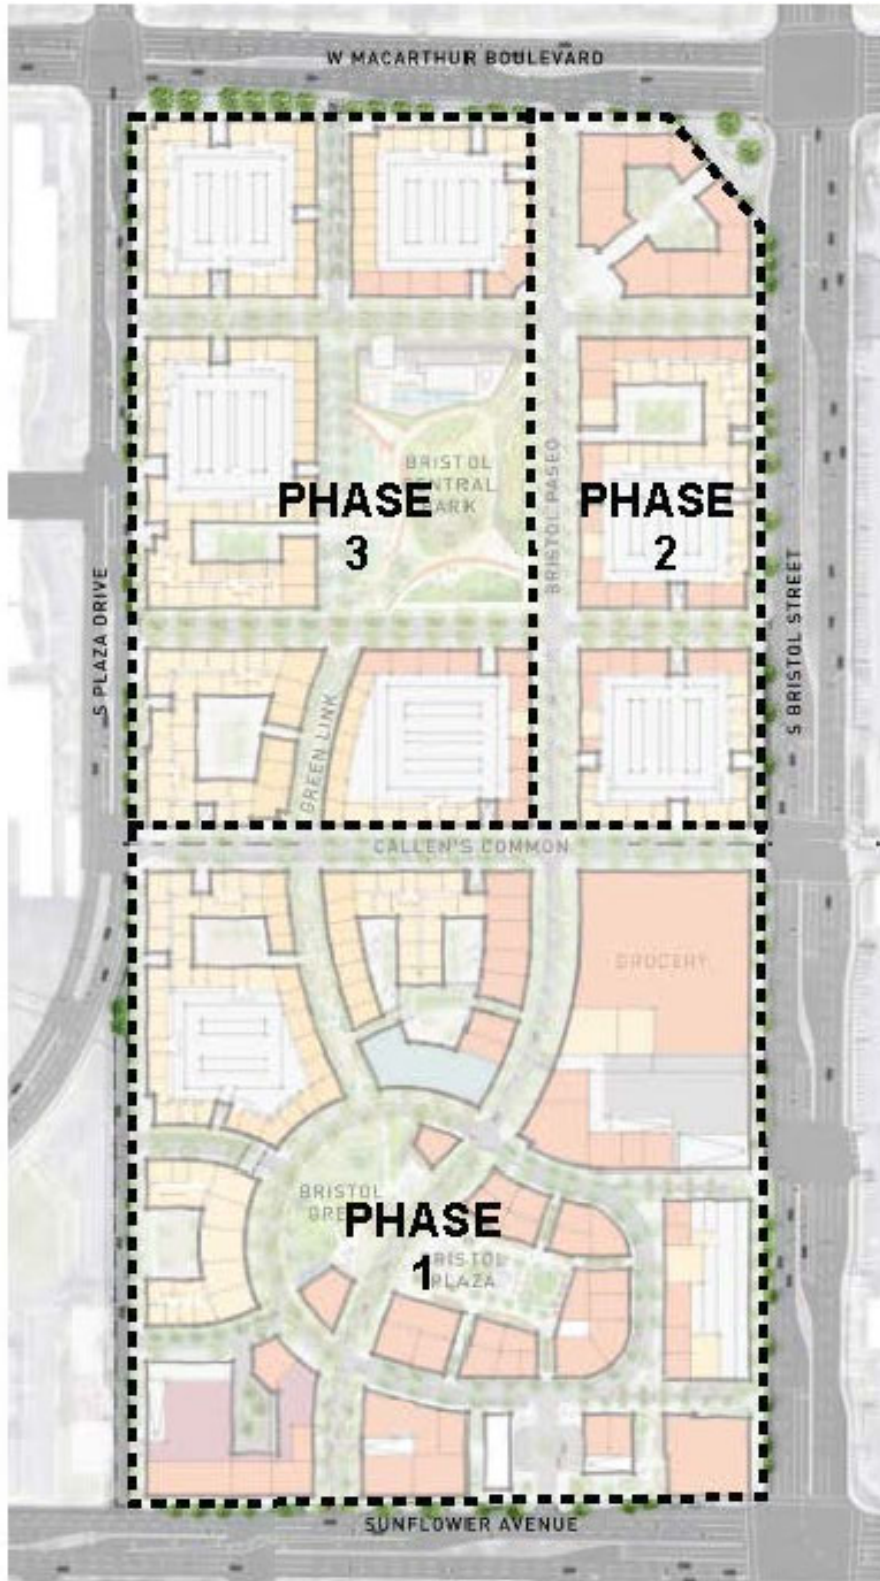 W MACARTHUR BOULEVARD
BRISTOL
CENTRAL
PARK
PHASE
3
BRISTOL PASEO
PHASE
2
S PLAZA DRIVE
S BRISTOL STREET
GREEN LINK
CALLEN'S COMMON
GROCERY
BRISTOL
GREEN
PHASE
1
BRISTOL
PLAZA
SUNFLOWER AVENUE